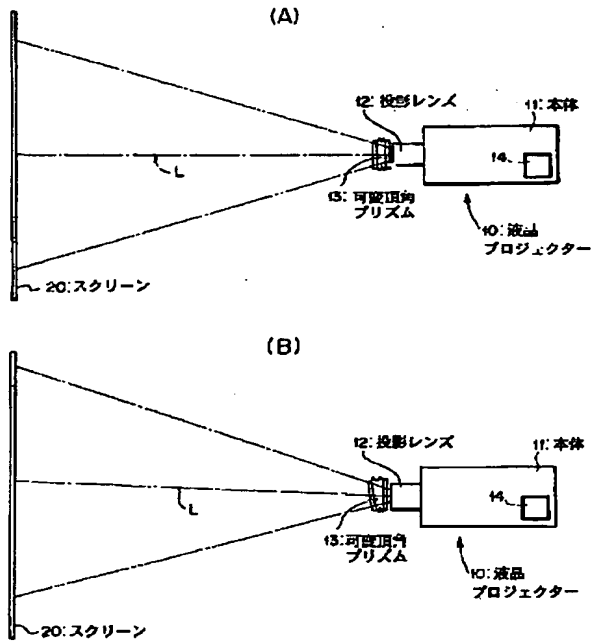 (A)
12:投影レンズ
11:本体
14
L
13:可変頂角
プリズム
10:液晶
プロジェクター
20:スクリーン
(B)
12:投影レンズ
11:本体
14
L
13:可変頂角
プリズム
10:液晶
プロジェクター
20:スクリーン